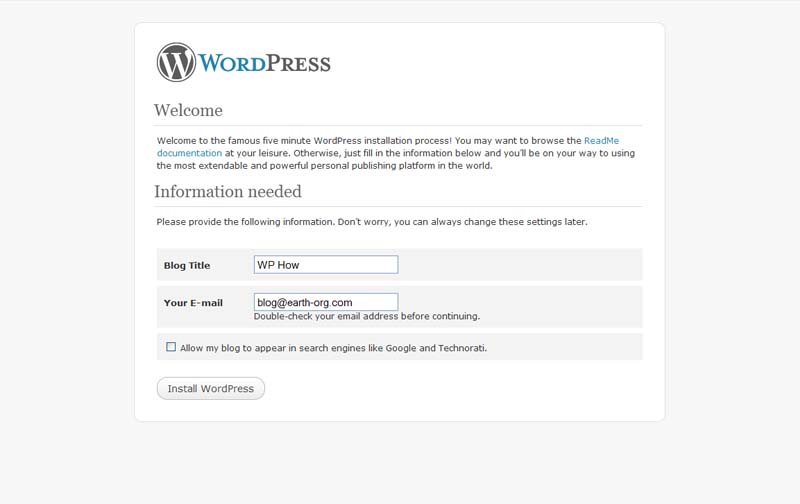 WORDPRESS
Welcome
Welcome to the famous five minute WordPress installation process! You may want to browse the ReadMe
documentation at your leisure. Otherwise, just fill in the information below and you'll be on your way to using
the most extendable and powerful personal publishing platform in the world.
Information needed
Please provide the following information. Don't worry, you can always change these settings later.
Blog Title WP How
Your E-mail blog@earth-org.com
Double-check your email address before continuing.
Allow my blog to appear in search engines like Google and Technorati.
Install WordPress